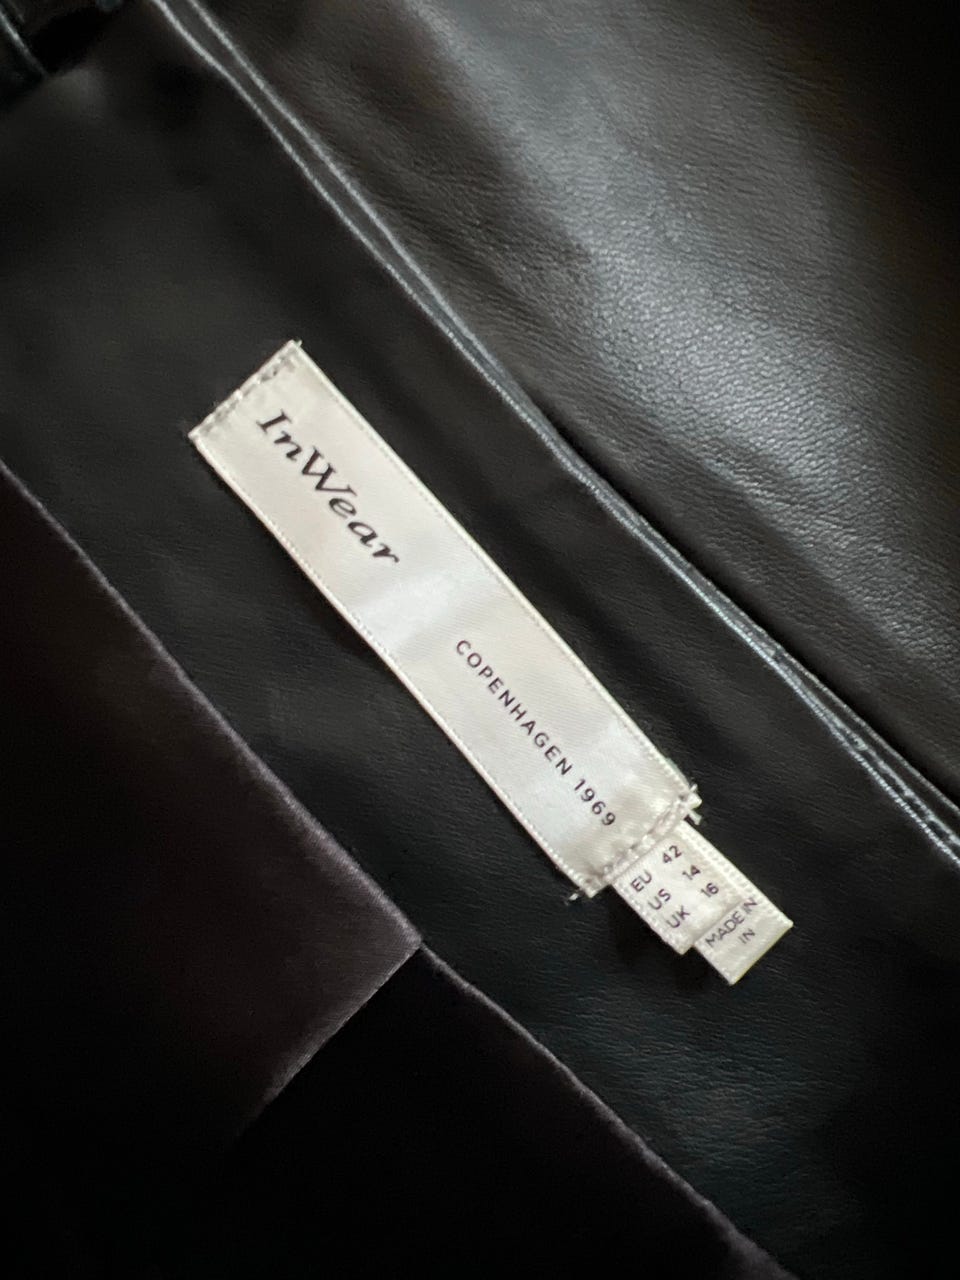 InWear
COPENHAGEN 1969
EU 42
US 14
UK 16
MADE IN
IN